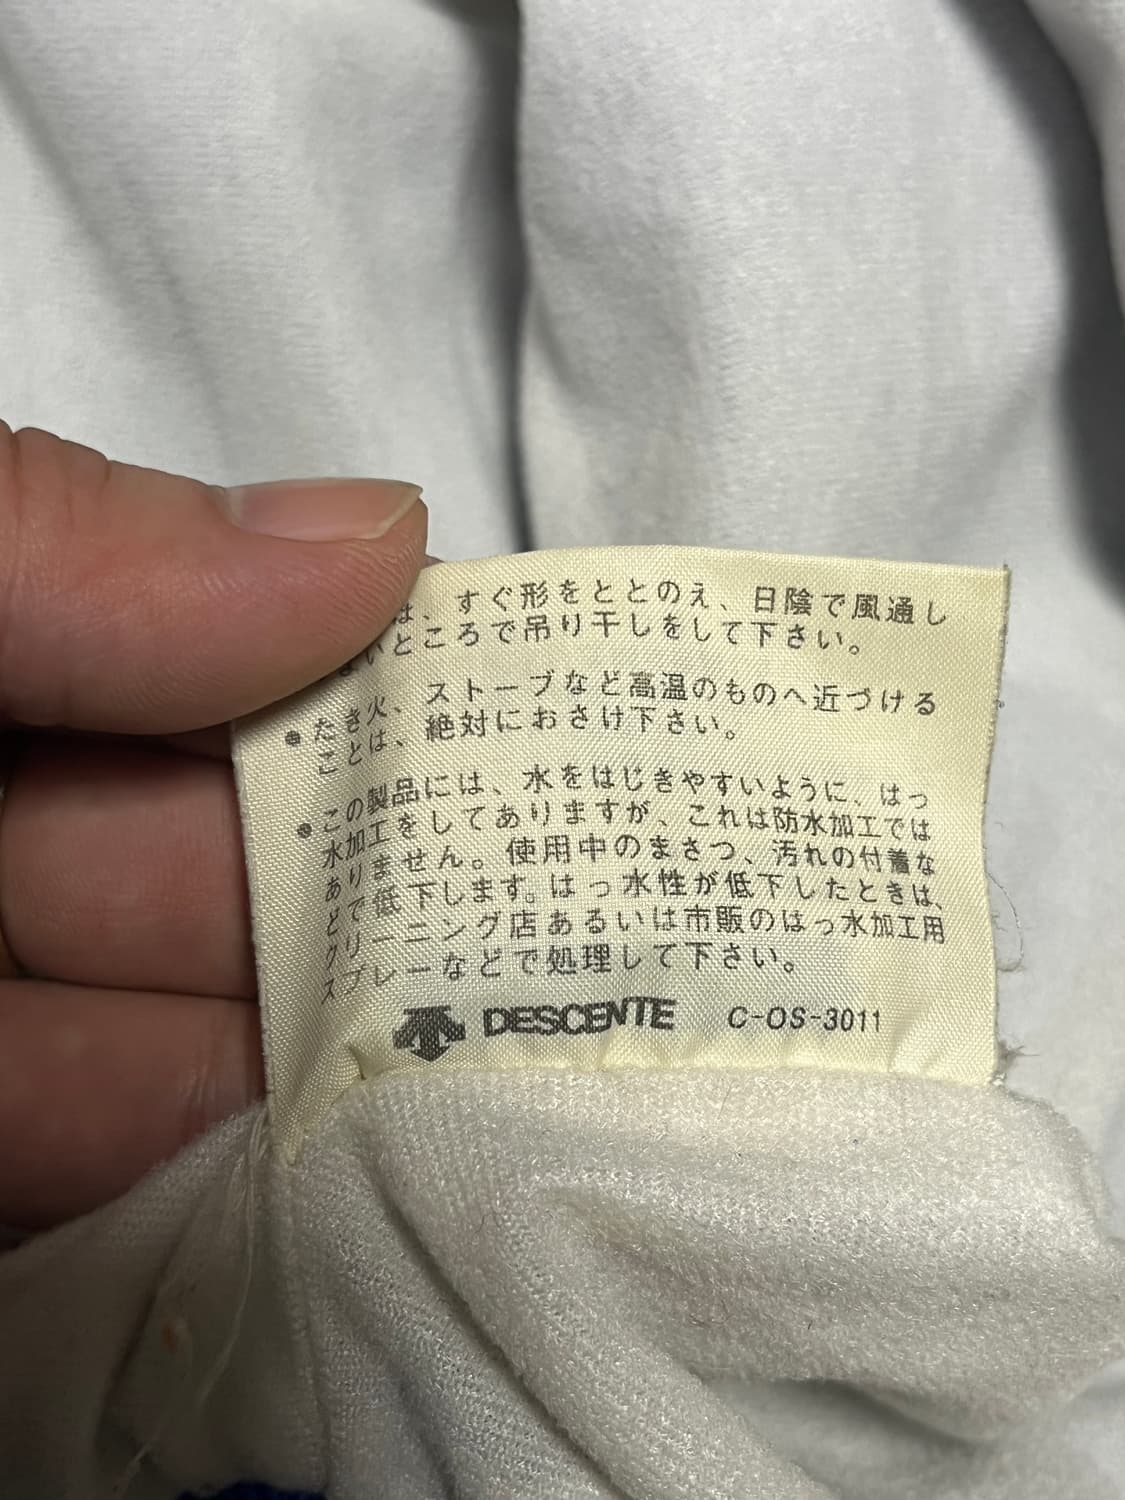 は、すぐ形をととのえ、日陰で風通し
よいところで吊り干しをして下さい。
●たき火、ストーブなど高温のものへ近づける
ことは、絶対におさけ下さい。
●この製品には、水をはじきやすいように、はっ
水加工をしてありますが、これは防水加工では
ありません。使用中のまさつ、汚れの付着な
どで低下します。はっ水性が低下したときは、
クリーニング店あるいは市販のはっ水加工用
スプレーなどで処理して下さい。
DESCENTE C-OS-3011